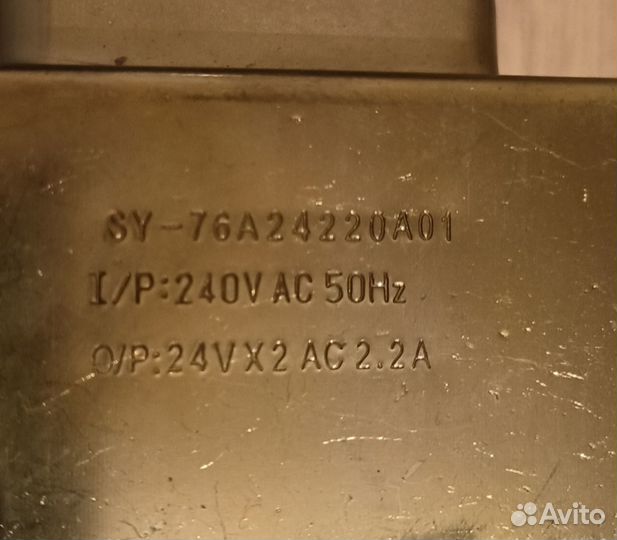 SY-76A24220A01
I/P:240V AC 50Hz
O/P:24V X2 AC 2.2A
Avito